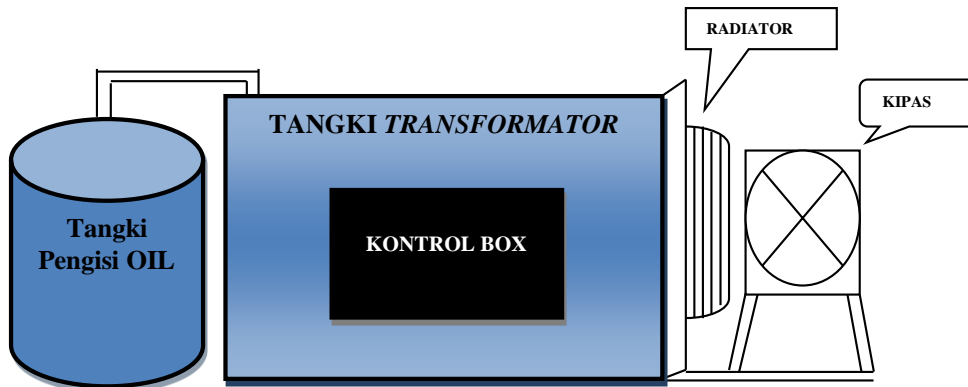 RADIATOR
KIPAS
TANGKI TRANSFORMATOR
Tangki
Pengisi OIL
KONTROL BOX